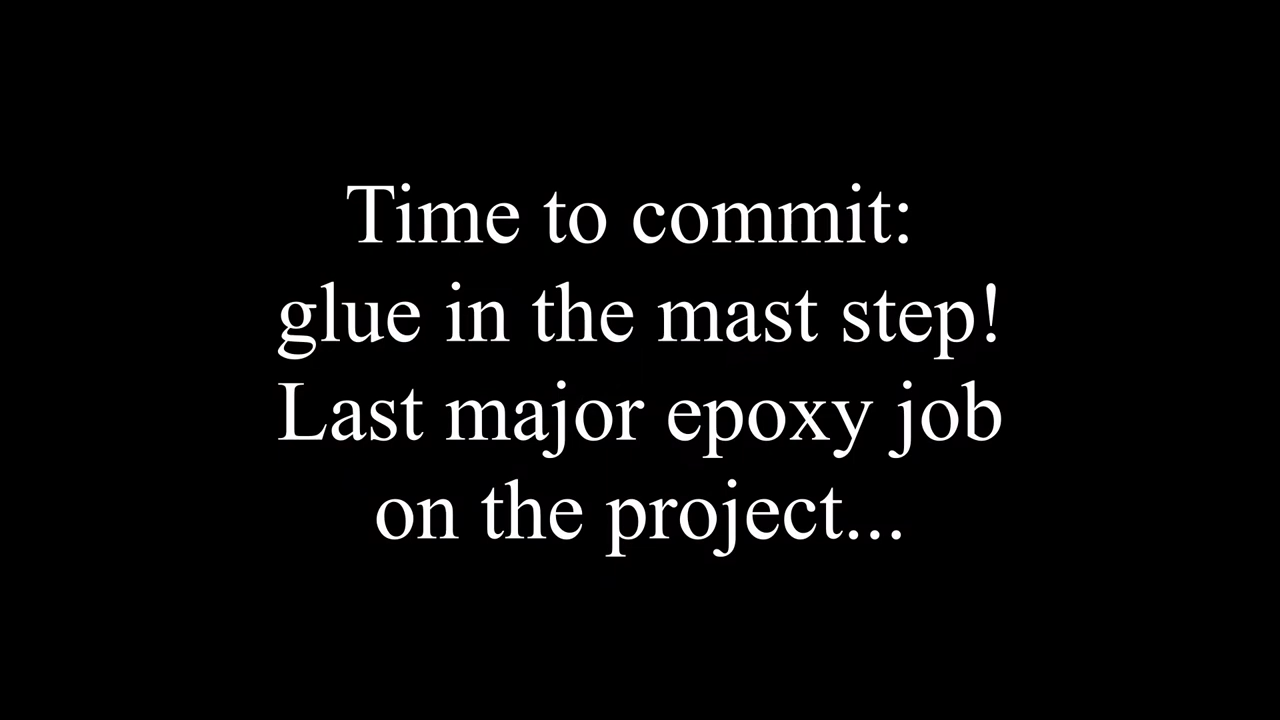 Time to commit:
glue in the mast step!
Last major epoxy job
on the project...